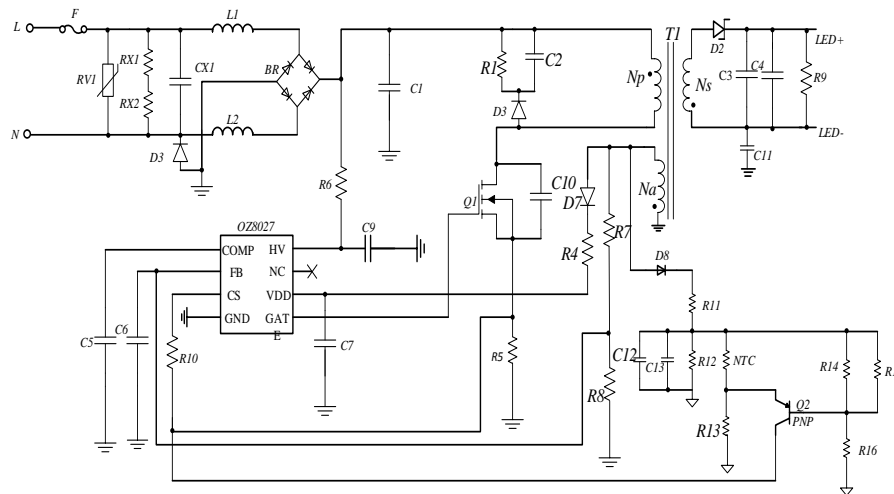 L
F
L1
RV1
RX1
RX2
CX1
BR
N
L2
D3
R6
C1
R1
C2
D3
Np
T1
Ns
D2
C3
C4
R9
LED+
LED-
C11
Q1
C10
D7
R7
Na
R4
D8
R11
OZ8027
COMP
HV
FB
NC
CS
VDD
GND
GAT
E
C9
C5
C6
R10
C7
R5
R8
C12
C13
R12
NTC
R14
R13
Q2
PNP
R16